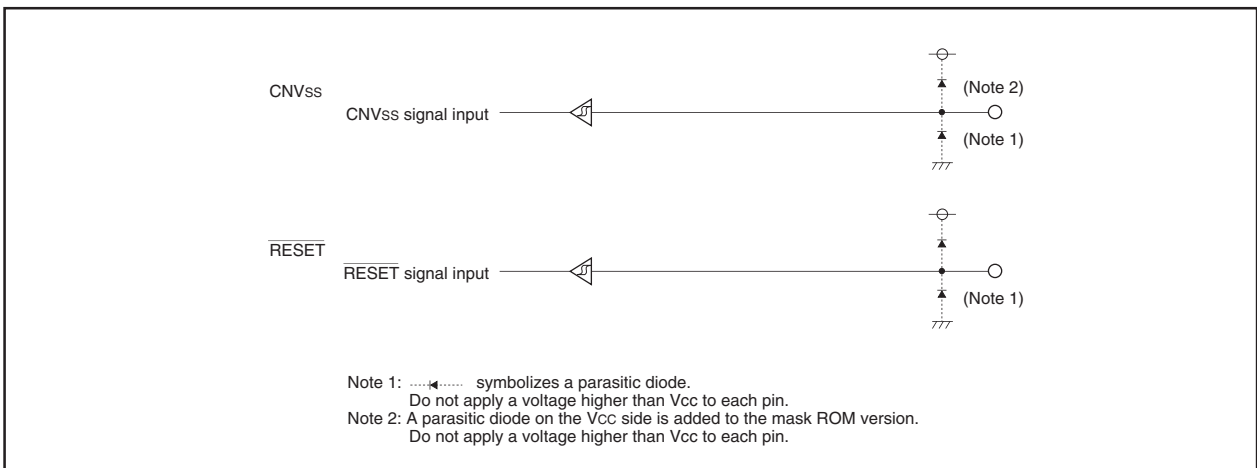 CNVSS
CNVSS signal input
(Note 2)
(Note 1)
RESET
RESET signal input
(Note 1)
Note 1: symbolizes a parasitic diode.
Do not apply a voltage higher than Vcc to each pin.
Note 2: A parasitic diode on the VCC side is added to the mask ROM version.
Do not apply a voltage higher than Vcc to each pin.